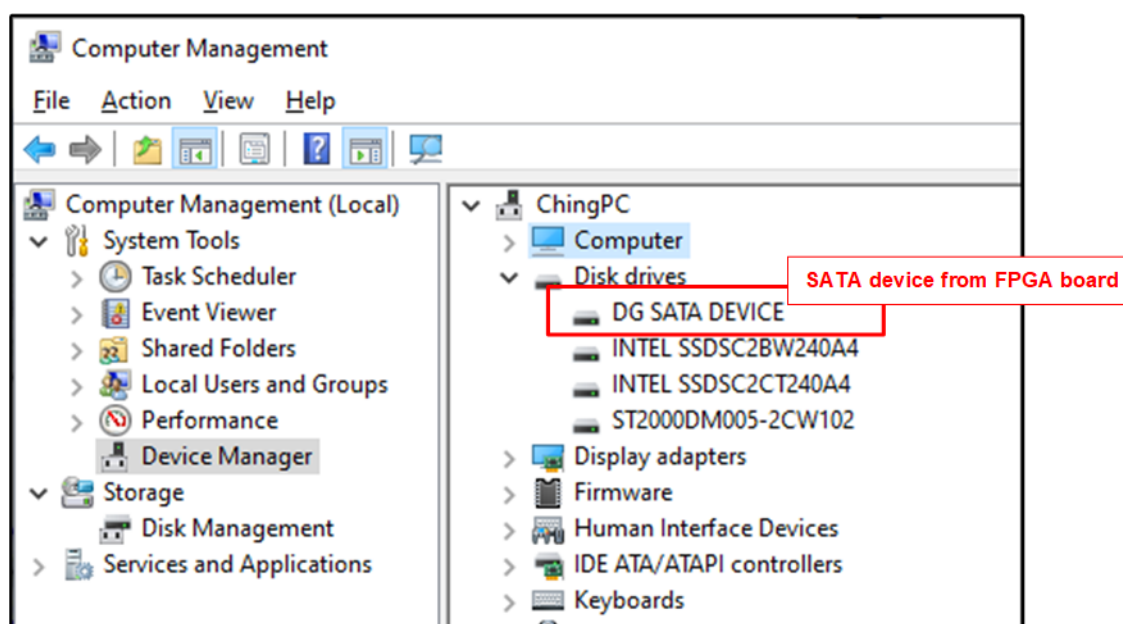 Computer Management
File Action View Help
Computer Management (Local)
System Tools
Task Scheduler
Event Viewer
Shared Folders
Local Users and Groups
Performance
Device Manager
Storage
Disk Management
Services and Applications
ChingPC
Computer
Disk drives
SATA device from FPGA board
DG SATA DEVICE
INTEL SSDSC2BW240A4
INTEL SSDSC2CT240A4
ST2000DM005-2CW102
Display adapters
Firmware
Human Interface Devices
IDE ATA/ATAPI controllers
Keyboards